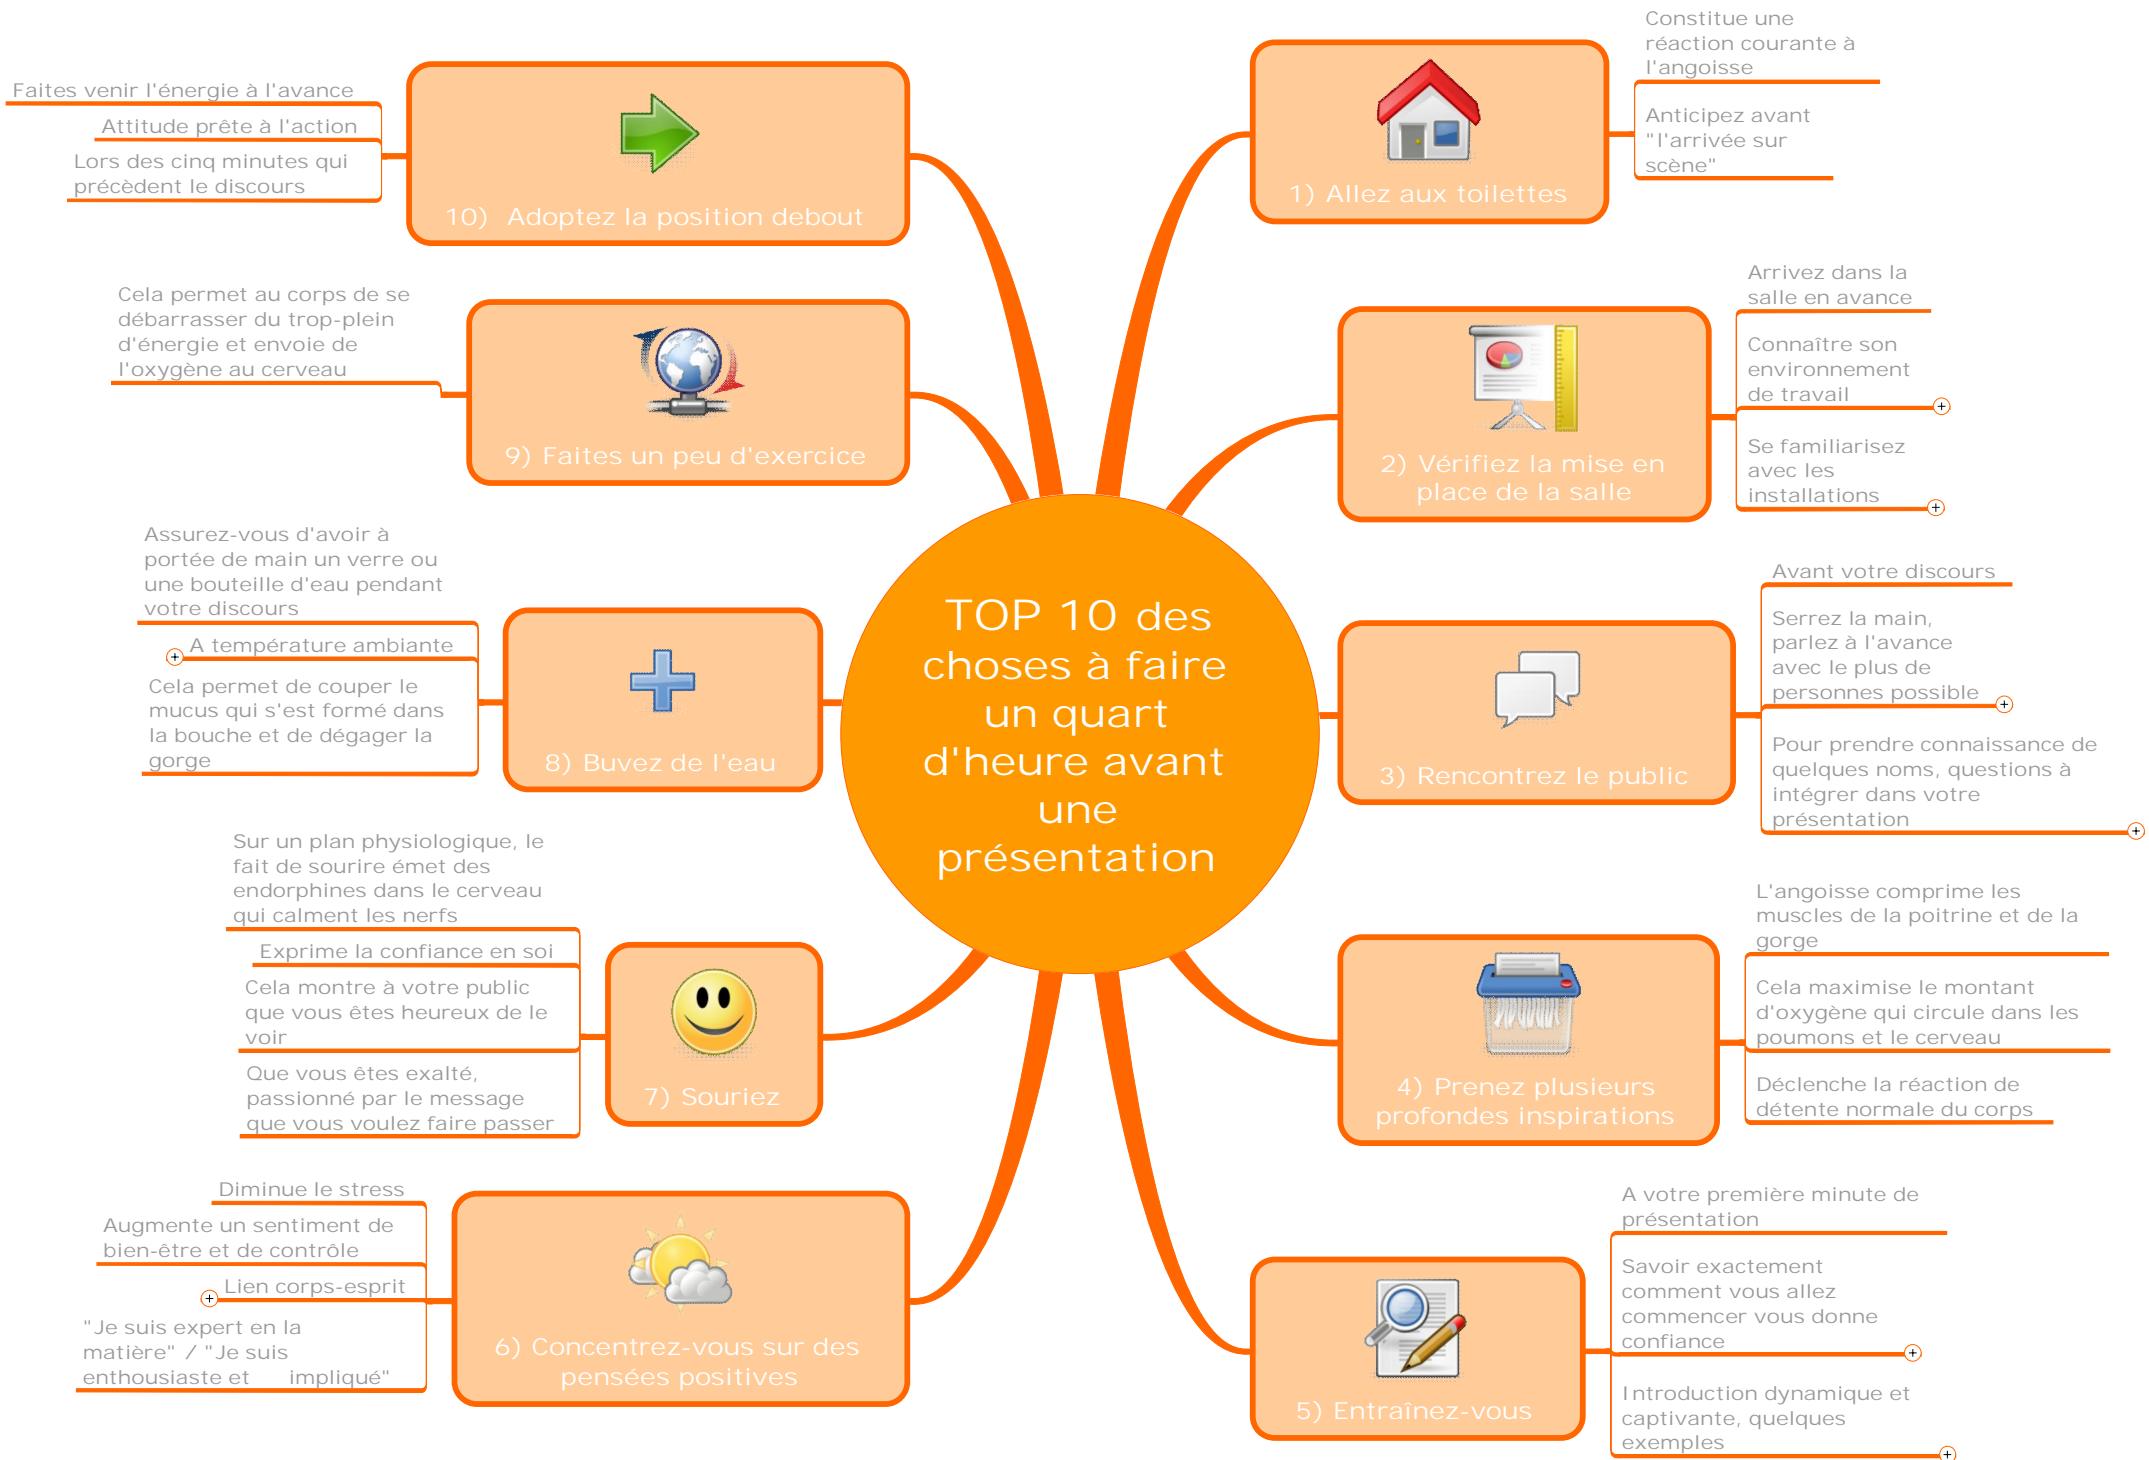 TOP 10 des
choses à faire
un quart
d'heure avant
une
présentation
1) Allez aux toilettes
Constitue une
réaction courante à
l'angoisse
Anticipez avant
"l'arrivée sur
scène"
2) Vérifiez la mise en
place de la salle
Arrivez dans la
salle en avance
Connaître son
environnement
de travail
Se familiarisez
avec les
installations
3) Rencontrez le public
Avant votre discours
Serrez la main,
parlez à l'avance
avec le plus de
personnes possible
Pour prendre connaissance de
quelques noms, questions à
intégrer dans votre
présentation
4) Prenez plusieurs
profondes inspirations
L'angoisse comprime les
muscles de la poitrine et de la
gorge
Cela maximise le montant
d'oxygène qui circule dans les
poumons et le cerveau
Déclenche la réaction de
détente normale du corps
5) Entraînez-vous
A votre première minute de
présentation
Savoir exactement
comment vous allez
commencer vous donne
confiance
Introduction dynamique et
captivante, quelques
exemples
6) Concentrez-vous sur des
pensées positives
Diminue le stress
Augmente un sentiment de
bien-être et de contrôle
Lien corps-esprit
"Je suis expert en la
matière" / "Je suis
enthousiaste et impliqué"
7) Souriez
Sur un plan physiologique, le
fait de sourire émet des
endorphines dans le cerveau
qui calment les nerfs
Exprime la confiance en soi
Cela montre à votre public
que vous êtes heureux de le
voir
Que vous êtes exalté,
passionné par le message
que vous voulez faire passer
8) Buvez de l'eau
Assurez-vous d'avoir à
portée de main un verre ou
une bouteille d'eau pendant
votre discours
A température ambiante
Cela permet de couper le
mucus qui s'est formé dans
la bouche et de dégager la
gorge
9) Faites un peu d'exercice
Cela permet au corps de se
débarrasser du trop-plein
d'énergie et envoie de
l'oxygène au cerveau
10) Adoptez la position debout
Faites venir l'énergie à l'avance
Attitude prête à l'action
Lors des cinq minutes qui
précèdent le discours